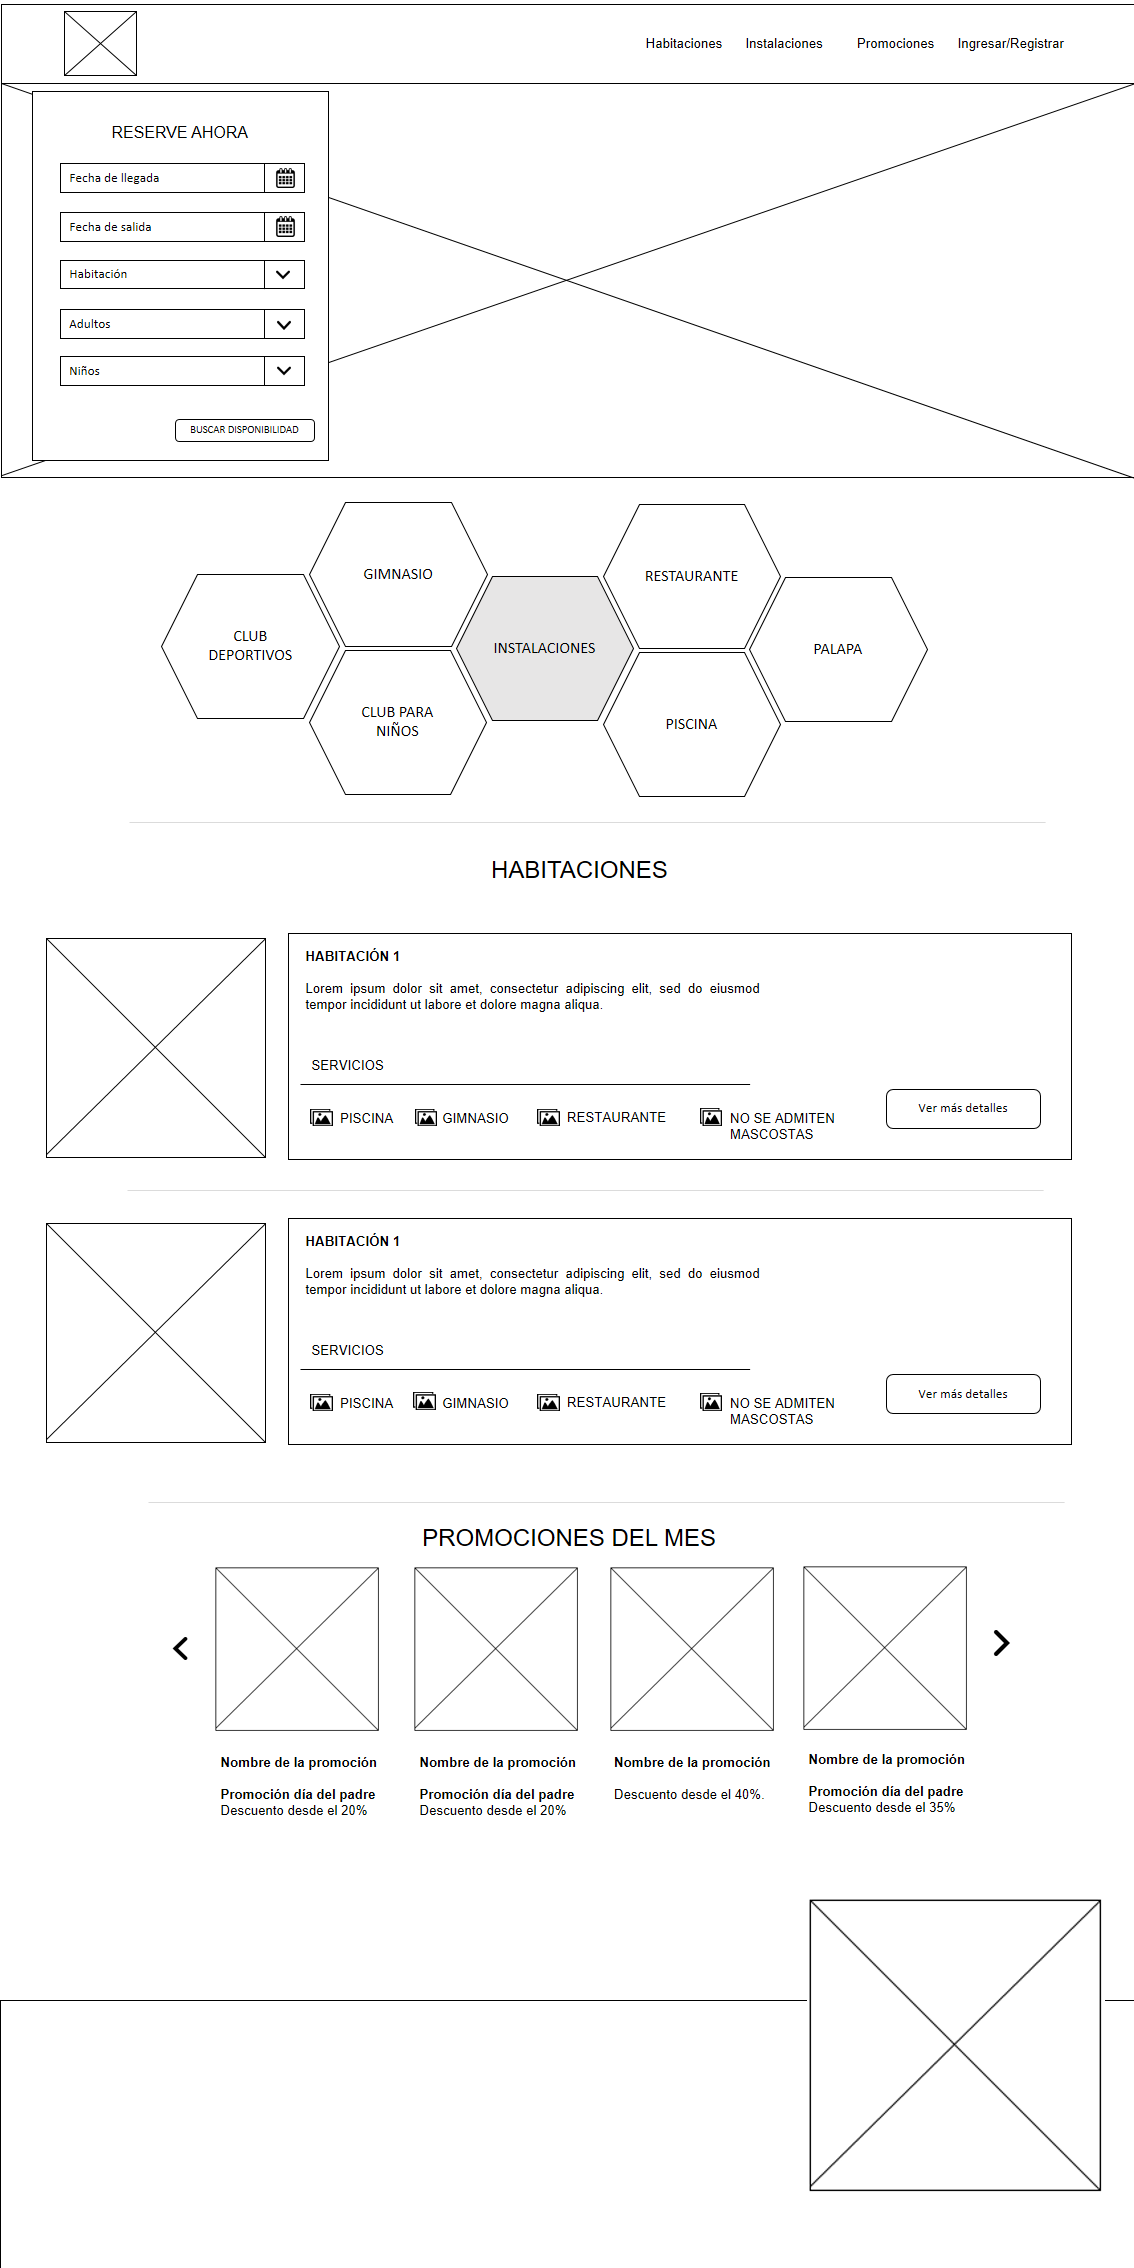 Habitaciones Instalaciones Promociones Ingresar/Registrar
RESERVE AHORA
Fecha de llegada
Fecha de salida
Habitación
Adultos
Niños
BUSCAR DISPONIBILIDAD
GIMNASIO
RESTAURANTE
CLUB
DEPORTIVOS
INSTALACIONES
PALAPA
CLUB PARA
NIÑOS
PISCINA
HABITACIONES
HABITACIÓN 1
Lorem ipsum dolor sit amet, consectetur adipiscing elit, sed do eiusmod
tempor incididunt ut labore et dolore magna aliqua.
SERVICIOS
PISCINA GIMNASIO RESTAURANTE NO SE ADMITEN
MASCOSTAS
Ver más detalles
HABITACIÓN 1
Lorem ipsum dolor sit amet, consectetur adipiscing elit, sed do eiusmod
tempor incididunt ut labore et dolore magna aliqua.
SERVICIOS
PISCINA GIMNASIO RESTAURANTE NO SE ADMITEN
MASCOSTAS
Ver más detalles
PROMOCIONES DEL MES
Nombre de la promoción
Promoción día del padre
Descuento desde el 20%
Nombre de la promoción
Promoción día del padre
Descuento desde el 20%
Nombre de la promoción
Descuento desde el 40%.
Nombre de la promoción
Promoción día del padre
Descuento desde el 35%